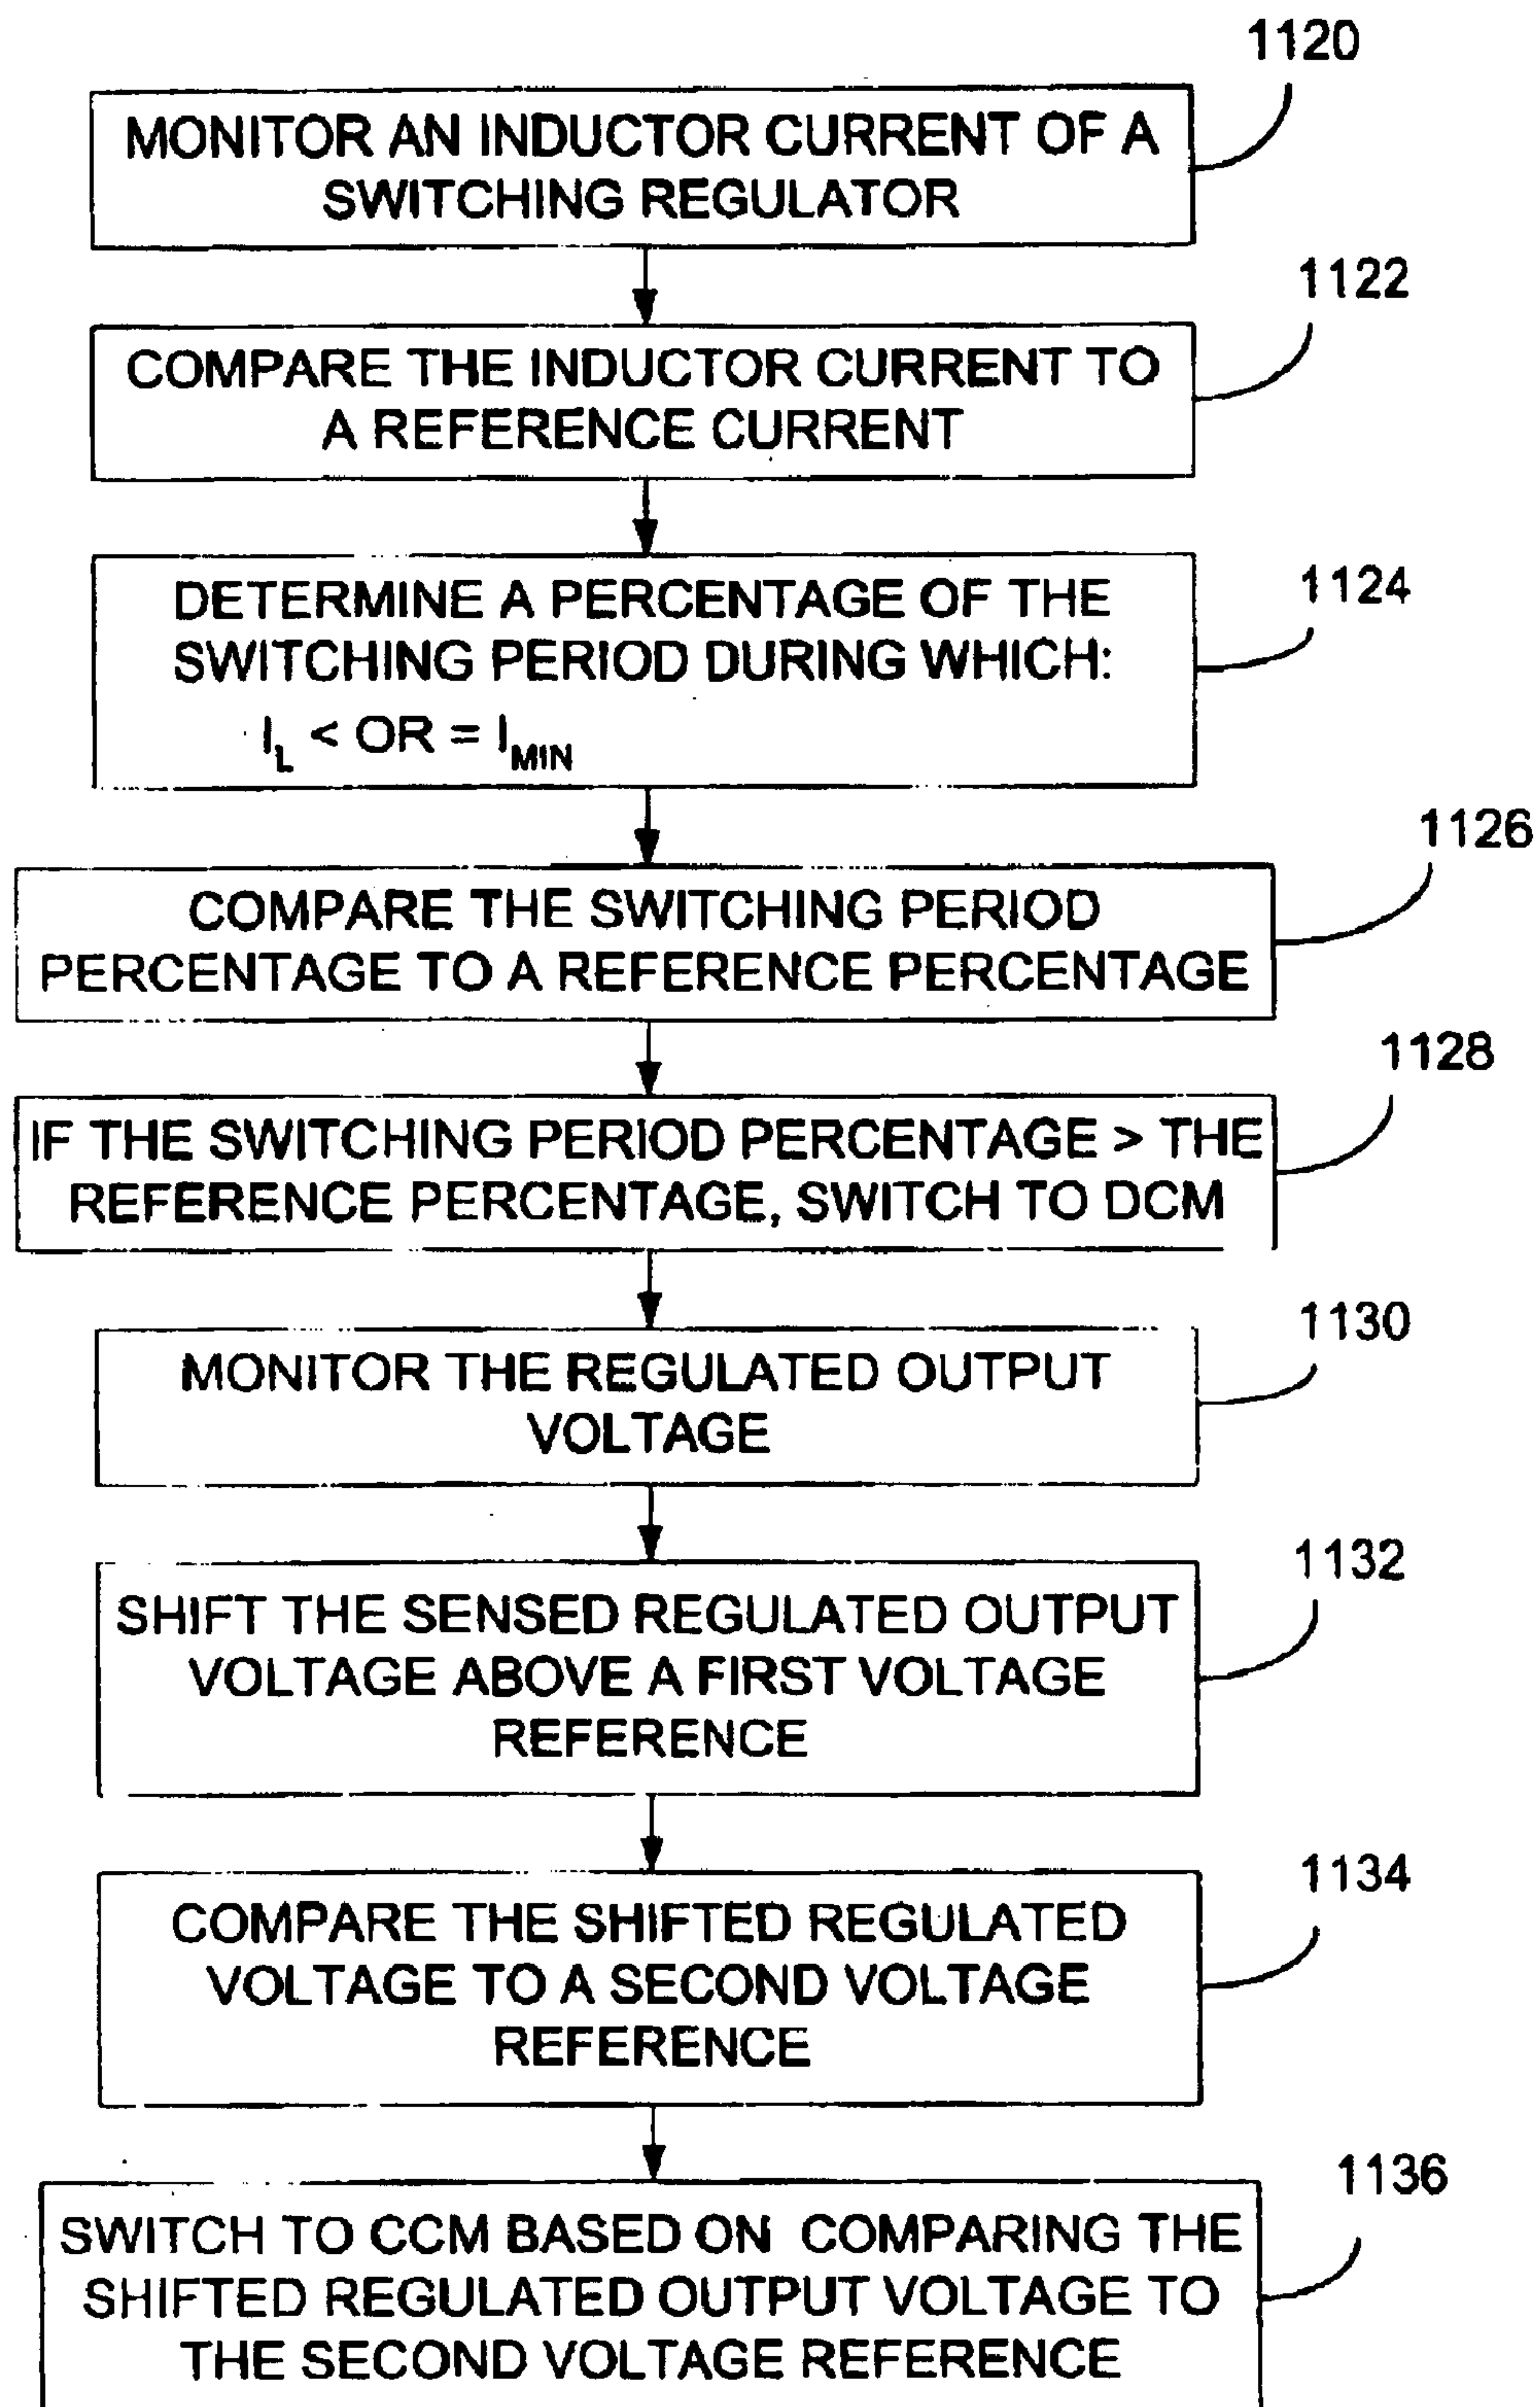 1120
MONITOR AN INDUCTOR CURRENT OF A
SWITCHING REGULATOR
1122
COMPARE THE INDUCTOR CURRENT TO
A REFERENCE CURRENT
1124
DETERMINE A PERCENTAGE OF THE
SWITCHING PERIOD DURING WHICH:
I_L < OR = I_MIN
1126
COMPARE THE SWITCHING PERIOD
PERCENTAGE TO A REFERENCE PERCENTAGE
1128
IF THE SWITCHING PERIOD PERCENTAGE > THE
REFERENCE PERCENTAGE, SWITCH TO DCM
1130
MONITOR THE REGULATED OUTPUT
VOLTAGE
1132
SHIFT THE SENSED REGULATED OUTPUT
VOLTAGE ABOVE A FIRST VOLTAGE
REFERENCE
1134
COMPARE THE SHIFTED REGULATED
VOLTAGE TO A SECOND VOLTAGE
REFERENCE
1136
SWITCH TO CCM BASED ON COMPARING THE
SHIFTED REGULATED OUTPUT VOLTAGE TO
THE SECOND VOLTAGE REFERENCE